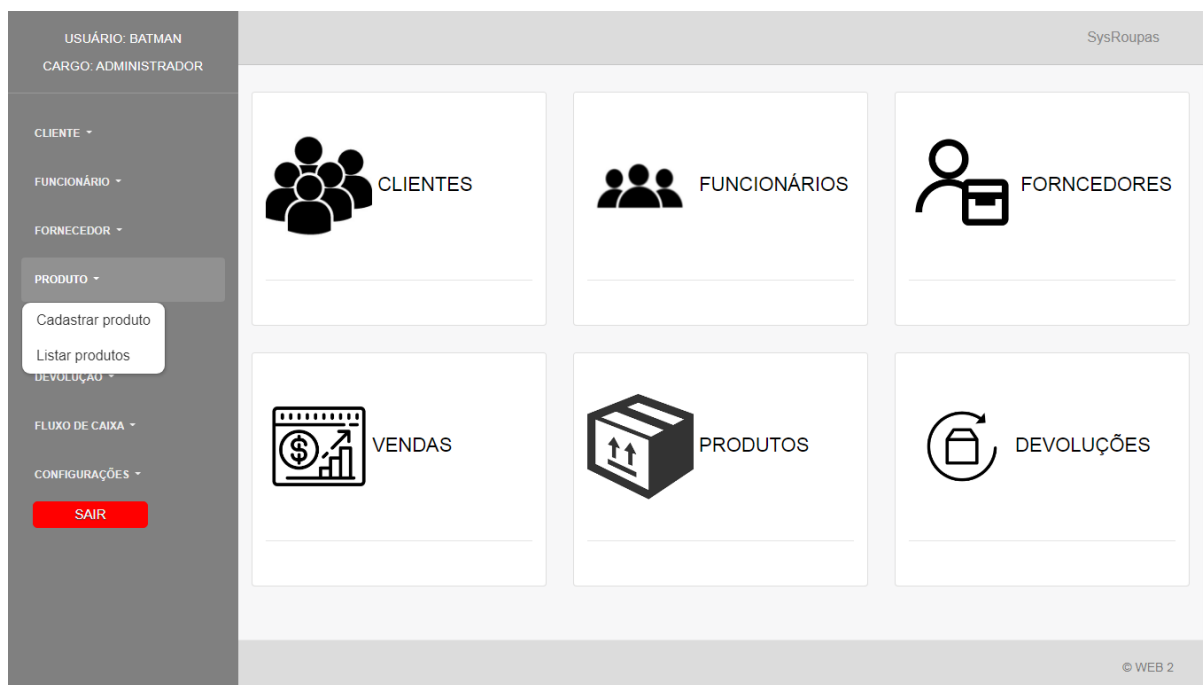 USUÁRIO: BATMAN
CARGO: ADMINISTRADOR
SysRoupas
CLIENTE
FUNCIONÁRIO
FORNECEDOR
PRODUTO
Cadastrar produto
Listar produtos
DEVOLUÇÃO
FLUXO DE CAIXA
CONFIGURAÇÕES
SAIR
CLIENTES
FUNCIONÁRIOS
FORNCEDORES
VENDAS
PRODUTOS
DEVOLUÇÕES
© WEB 2